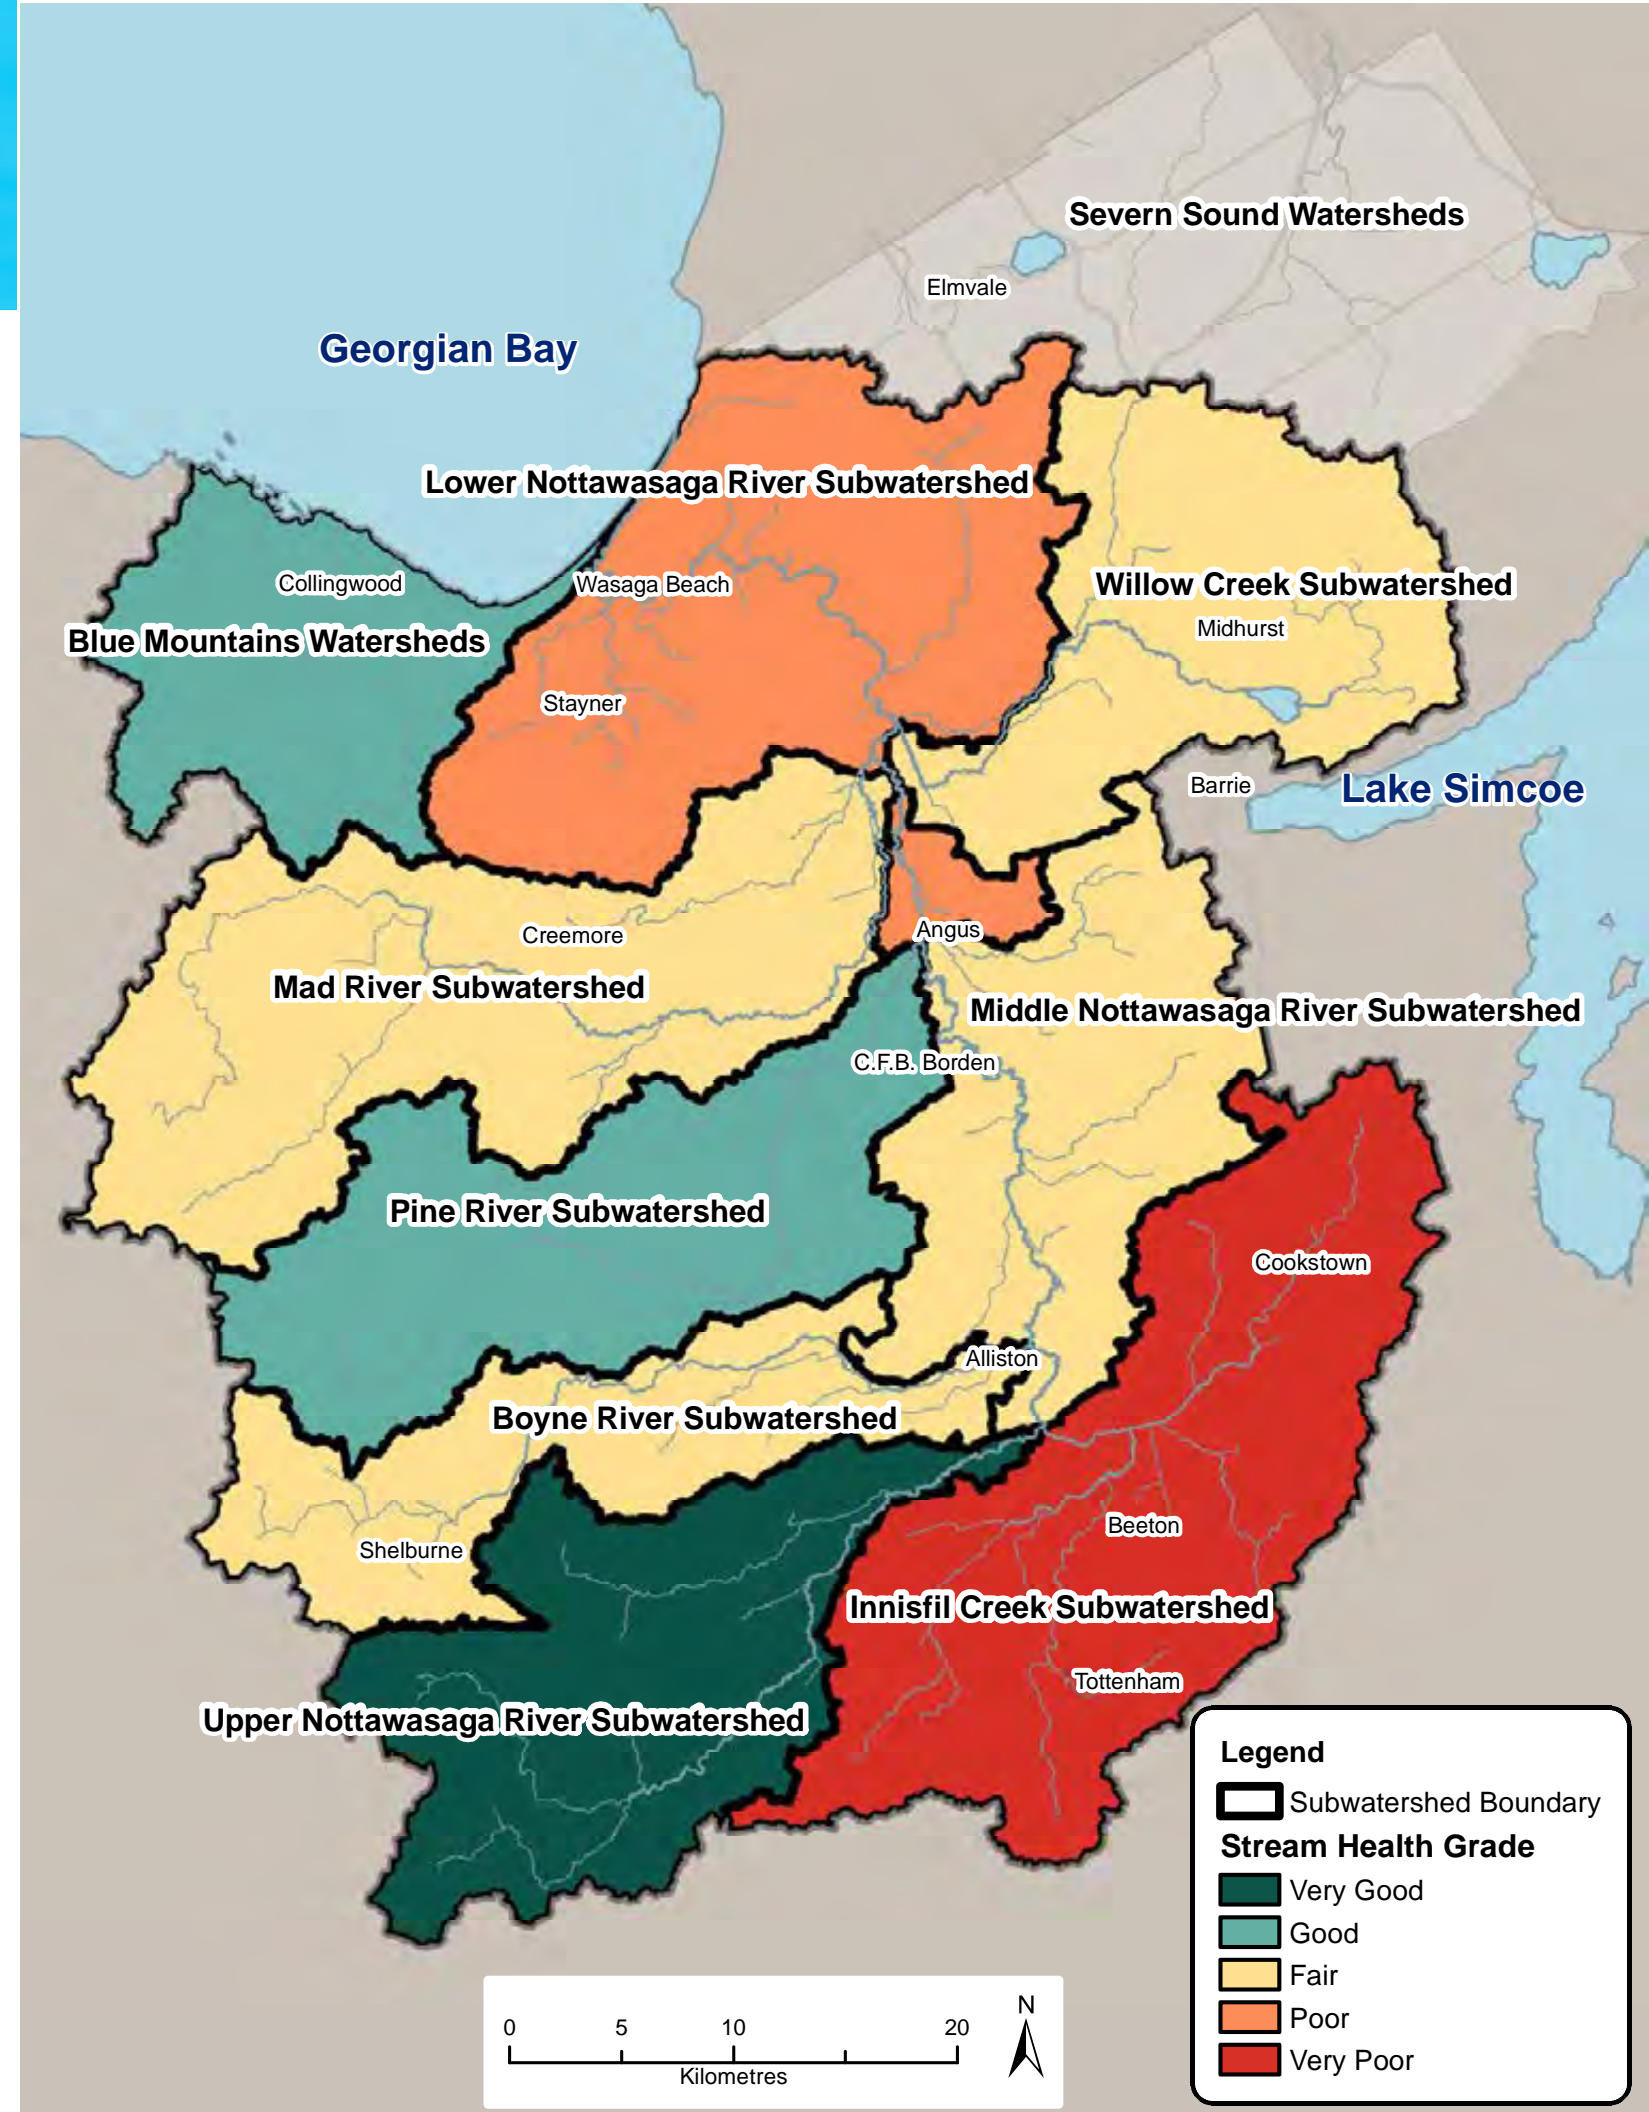 Severn Sound Watersheds
Elmvale
Georgian Bay
Lower Nottawasaga River Subwatershed
Collingwood
Wasaga Beach
Willow Creek Subwatershed
Midhurst
Blue Mountains Watersheds
Stayner
Barrie
Lake Simcoe
Creemore
Angus
Mad River Subwatershed
Middle Nottawasaga River Subwatershed
C.F.B. Borden
Pine River Subwatershed
Cookstown
Alliston
Boyne River Subwatershed
Beeton
Shelburne
Innisfil Creek Subwatershed
Tottenham
Upper Nottawasaga River Subwatershed
Legend
Subwatershed Boundary
Stream Health Grade
Very Good
Good
Fair
Poor
Very Poor
N
0 5 10 20
Kilometres